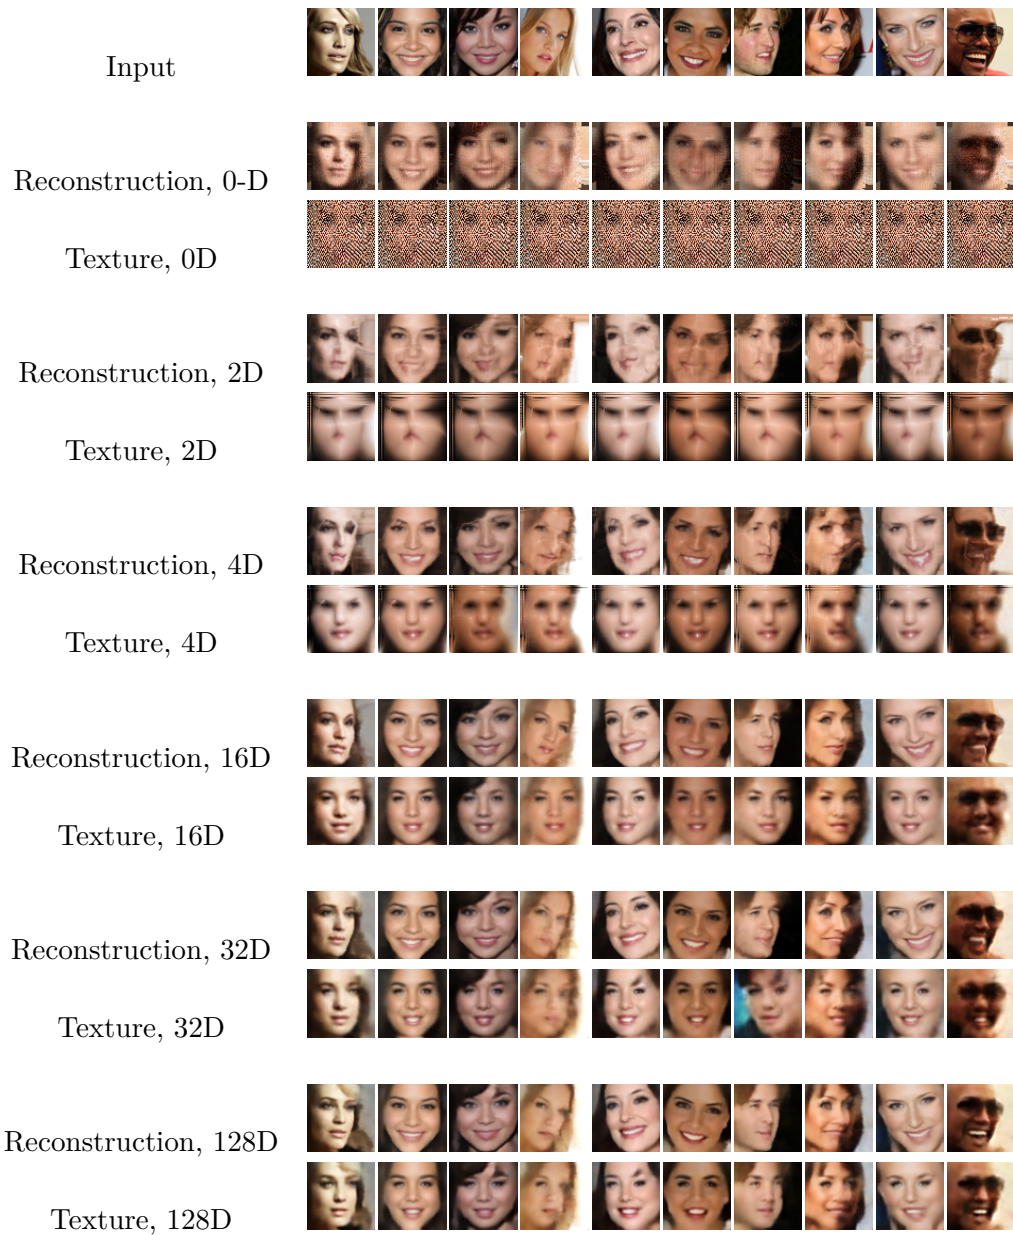 Input
Reconstruction, 0-D
Texture, 0D
Reconstruction, 2D
Texture, 2D
Reconstruction, 4D
Texture, 4D
Reconstruction, 16D
Texture, 16D
Reconstruction, 32D
Texture, 32D
Reconstruction, 128D
Texture, 128D